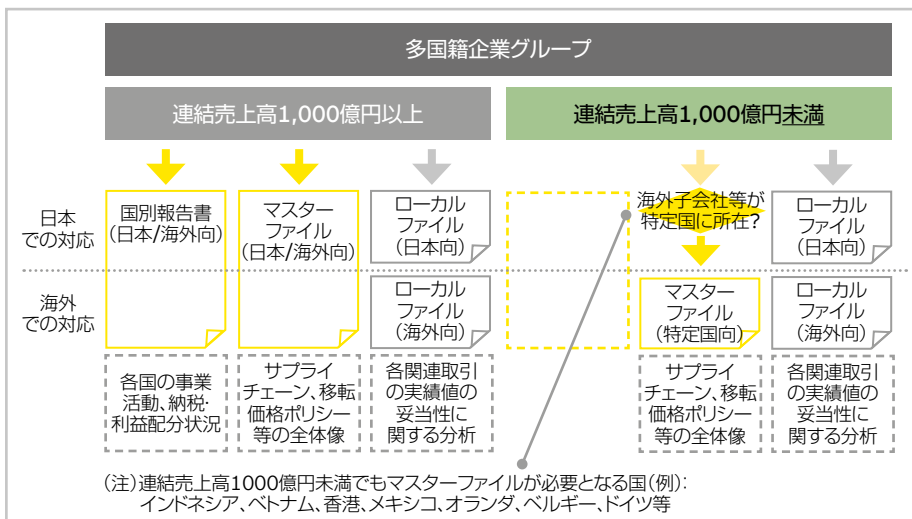 多国籍企業グループ
連結売上高1,000億円以上
連結売上高1,000億円未満
日本
での対応
国別報告書
(日本/海外向)
マスター
ファイル
(日本/海外向)
ローカル
ファイル
(日本向)
海外子会社等が
特定国に所在?
ローカル
ファイル
(日本向)
海外
での対応
ローカル
ファイル
(海外向)
マスター
ファイル
(特定国向)
ローカル
ファイル
(海外向)
各国の事業
活動、納税・
利益配分状況
サプライ
チェーン、移転
価格ポリシー
等の全体像
各関連取引
の実績値の
妥当性に
関する分析
サプライ
チェーン、移転
価格ポリシー
等の全体像
各関連取引
の実績値の
妥当性に
関する分析
(注)連結売上高1000億円未満でもマスターファイルが必要となる国(例):
インドネシア、ベトナム、香港、メキシコ、オランダ、ベルギー、ドイツ等